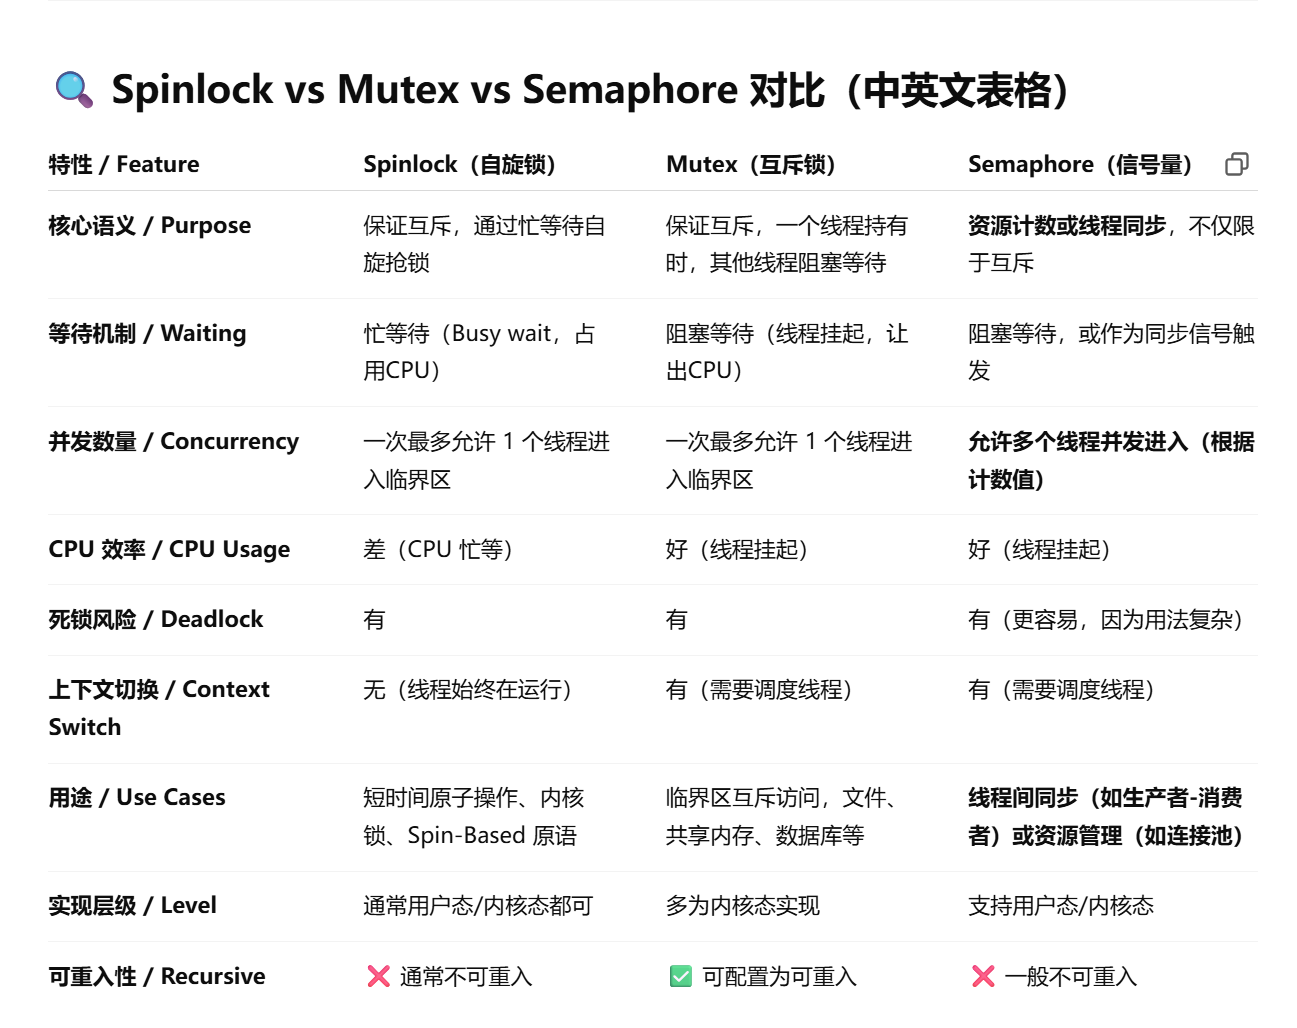 🔍 Spinlock vs Mutex vs Semaphore 对比（中英文表格）
特性 / Feature
Spinlock（自旋锁）
Mutex（互斥锁）
Semaphore（信号量）
核心语义 / Purpose
保证互斥，通过忙等待自
旋抢锁
保证互斥，一个线程持有
时，其他线程阻塞等待
资源计数或线程同步，不仅限
于互斥
等待机制 / Waiting
忙等待（Busy wait，占
用CPU）
阻塞等待（线程挂起，让
出CPU）
阻塞等待，或作为同步信号触
发
并发数量 / Concurrency
一次最多允许 1 个线程进
入临界区
一次最多允许 1 个线程进
入临界区
允许多个线程并发进入（根据
计数值）
CPU 效率 / CPU Usage
差（CPU 忙等）
好（线程挂起）
好（线程挂起）
死锁风险 / Deadlock
有
有
有（更容易，因为用法复杂）
上下文切换 / Context
Switch
无（线程始终在运行）
有（需要调度线程）
有（需要调度线程）
用途 / Use Cases
短时间原子操作、内核
锁、Spin-Based 原语
临界区互斥访问，文件、
共享内存、数据库等
线程间同步（如生产者-消费
者）或资源管理（如连接池）
实现层级 / Level
通常用户态/内核态都可
多为内核态实现
支持用户态/内核态
可重入性 / Recursive
❌ 通常不可重入
✅ 可配置为可重入
❌ 一般不可重入